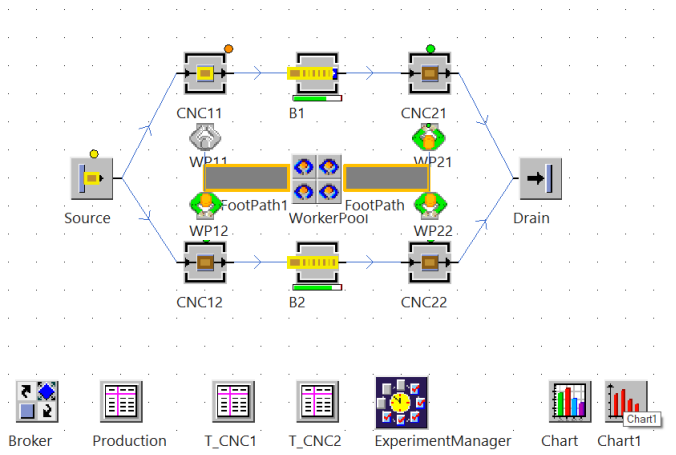 CNC11
B1
CNC21
WP11
WP21
Source
FootPath1
WorkerPool
FootPath
Drain
WP12
WP22
CNC12
B2
CNC22
Chart1
Broker
Production
T_CNC1
T_CNC2
ExperimentManager
Chart
Chart1